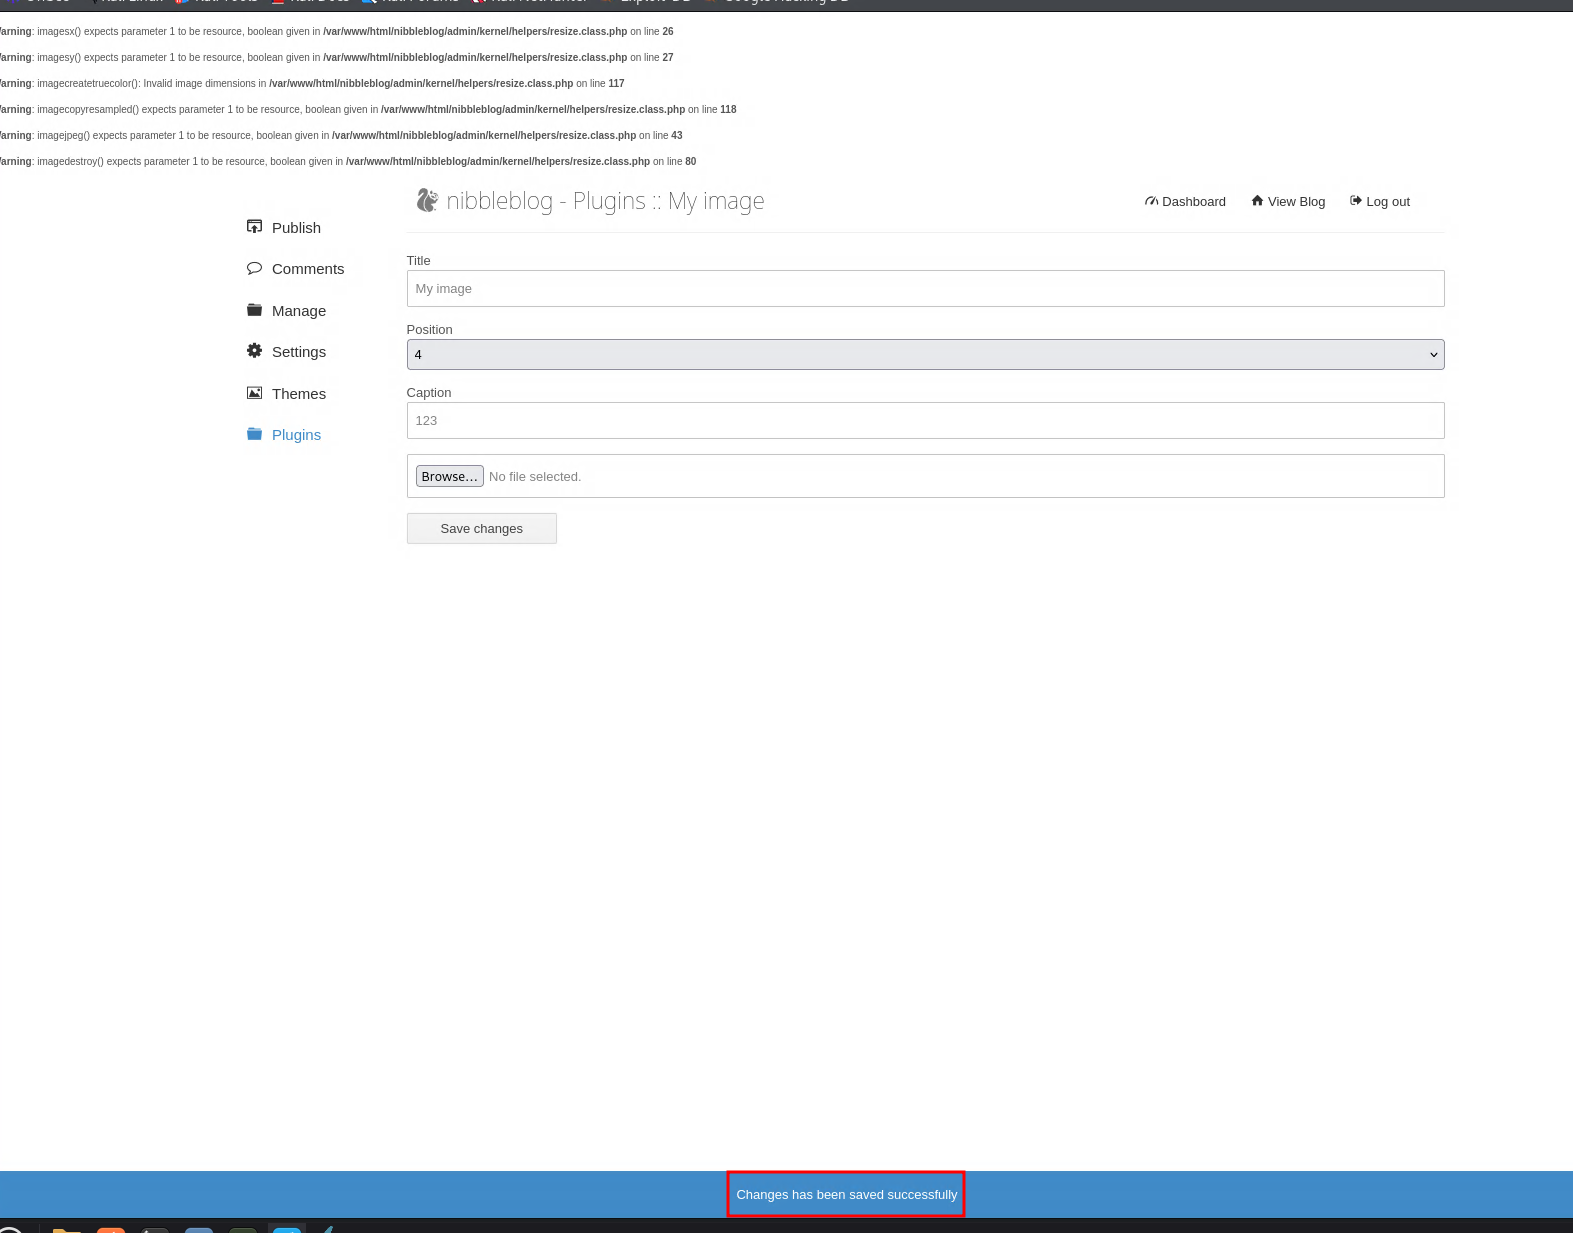 arning: imagesx() expects parameter 1 to be resource, boolean given in /var/www/html/nibbleblog/admin/kernel/helpers/resize.class.php on line 26
arning: imagesy() expects parameter 1 to be resource, boolean given in /var/www/html/nibbleblog/admin/kernel/helpers/resize.class.php on line 27
arning: imagecreatetruecolor(): Invalid image dimensions in /var/www/html/nibbleblog/admin/kernel/helpers/resize.class.php on line 117
arning: imagecopyresampled() expects parameter 1 to be resource, boolean given in /var/www/html/nibbleblog/admin/kernel/helpers/resize.class.php on line 118
arning: imagejpeg() expects parameter 1 to be resource, boolean given in /var/www/html/nibbleblog/admin/kernel/helpers/resize.class.php on line 43
arning: imagedestroy() expects parameter 1 to be resource, boolean given in /var/www/html/nibbleblog/admin/kernel/helpers/resize.class.php on line 80
nibbleblog - Plugins :: My image
Dashboard View Blog Log out
Publish
Comments
Manage
Settings
Themes
Plugins
Title
My image
Position
4
Caption
123
Browse... No file selected.
Save changes
Changes has been saved successfully